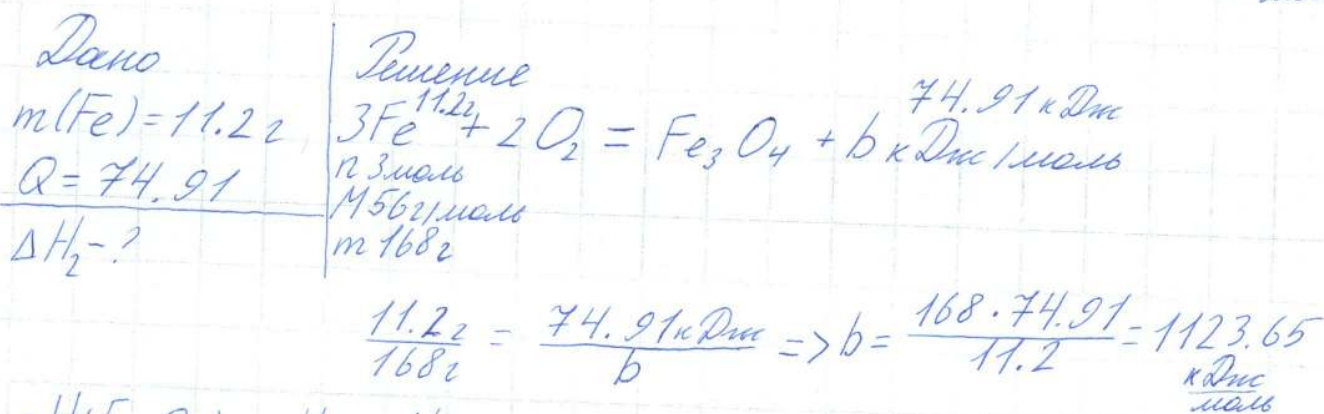 Дано
m(Fe) = 11.2 г
Q = 74.91
ΔH₂ - ?
Решение
11.2г 74.91 кДж
3Fe + 2O₂ = Fe₃O₄ + b кДж/моль
n 3моль
M 56г/моль
m 168г
11.2г/168г = 74.91кДж/b => b = 168·74.91/11.2 = 1123.65 кДж/моль